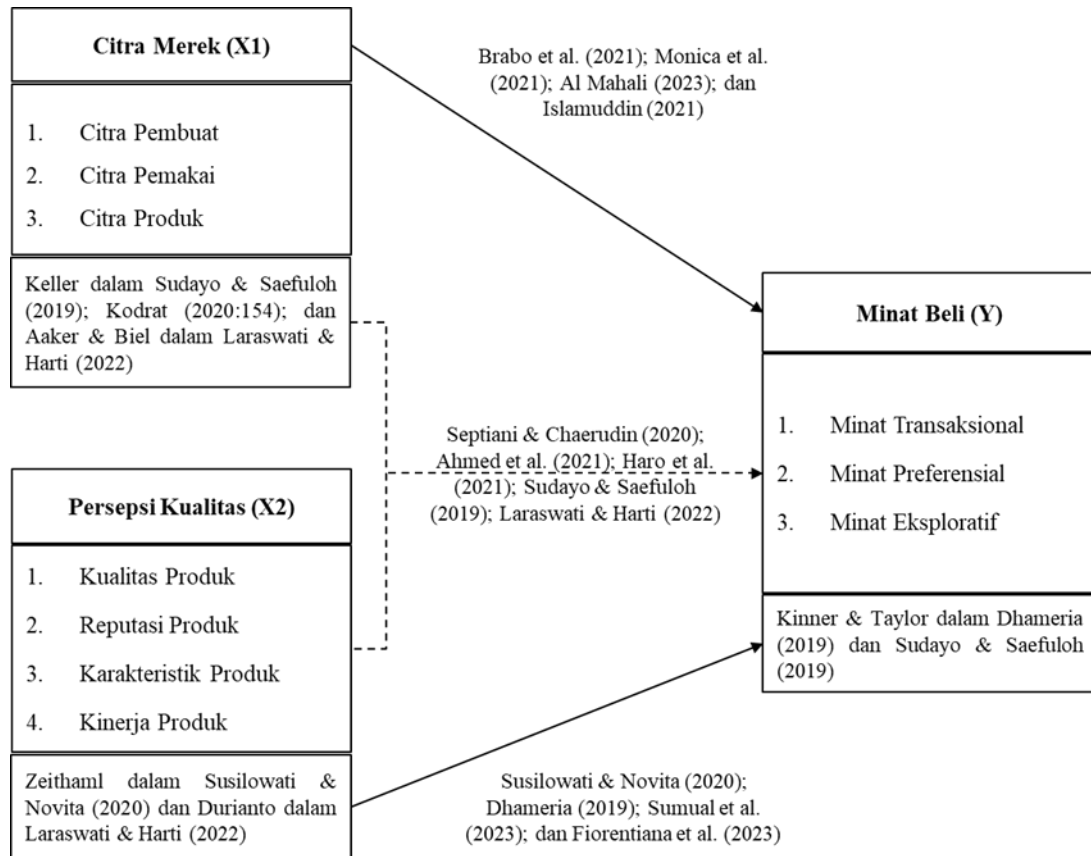 Citra Merek (X1)
1. Citra Pembuat
2. Citra Pemakai
3. Citra Produk
Keller dalam Sudayo & Saefuloh
(2019); Kodrat (2020:154); dan
Aaker & Biel dalam Laraswati &
Harti (2022)
Brabo et al. (2021); Monica et al.
(2021); Al Mahali (2023); dan
Islamuddin (2021)
Persepsi Kualitas (X2)
1. Kualitas Produk
2. Reputasi Produk
3. Karakteristik Produk
4. Kinerja Produk
Zeithaml dalam Susilowati &
Novita (2020) dan Durianto dalam
Laraswati & Harti (2022)
Septiani & Chaerudin (2020);
Ahmed et al. (2021); Haro et al.
(2021); Sudayo & Saefuloh
(2019); Laraswati & Harti (2022)
Susilowati & Novita (2020);
Dhameria (2019); Sumual et al.
(2023); dan Fiorentiana et al. (2023)
Minat Beli (Y)
1. Minat Transaksional
2. Minat Preferensial
3. Minat Eksploratif
Kinner & Taylor dalam Dhameria
(2019) dan Sudayo & Saefuloh
(2019)